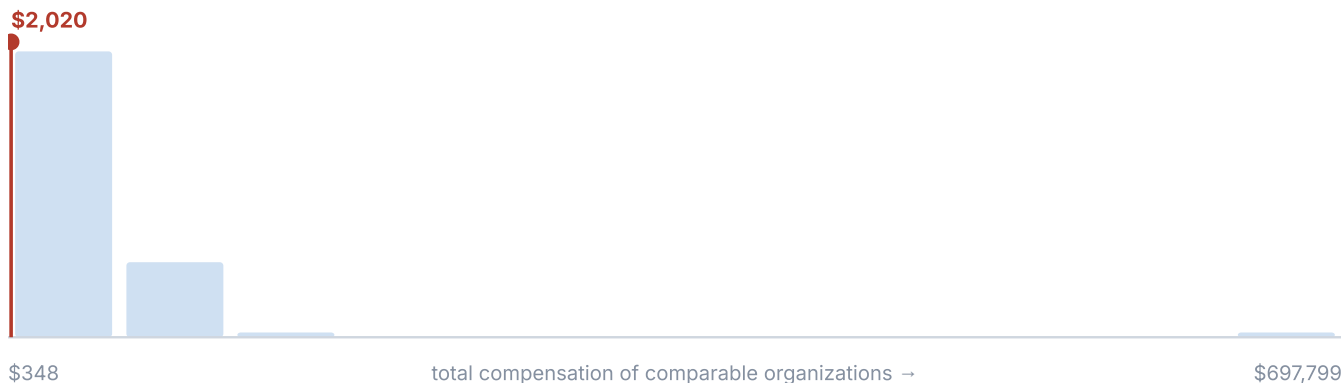 $2,020
$348 total compensation of comparable organizations → $697,799